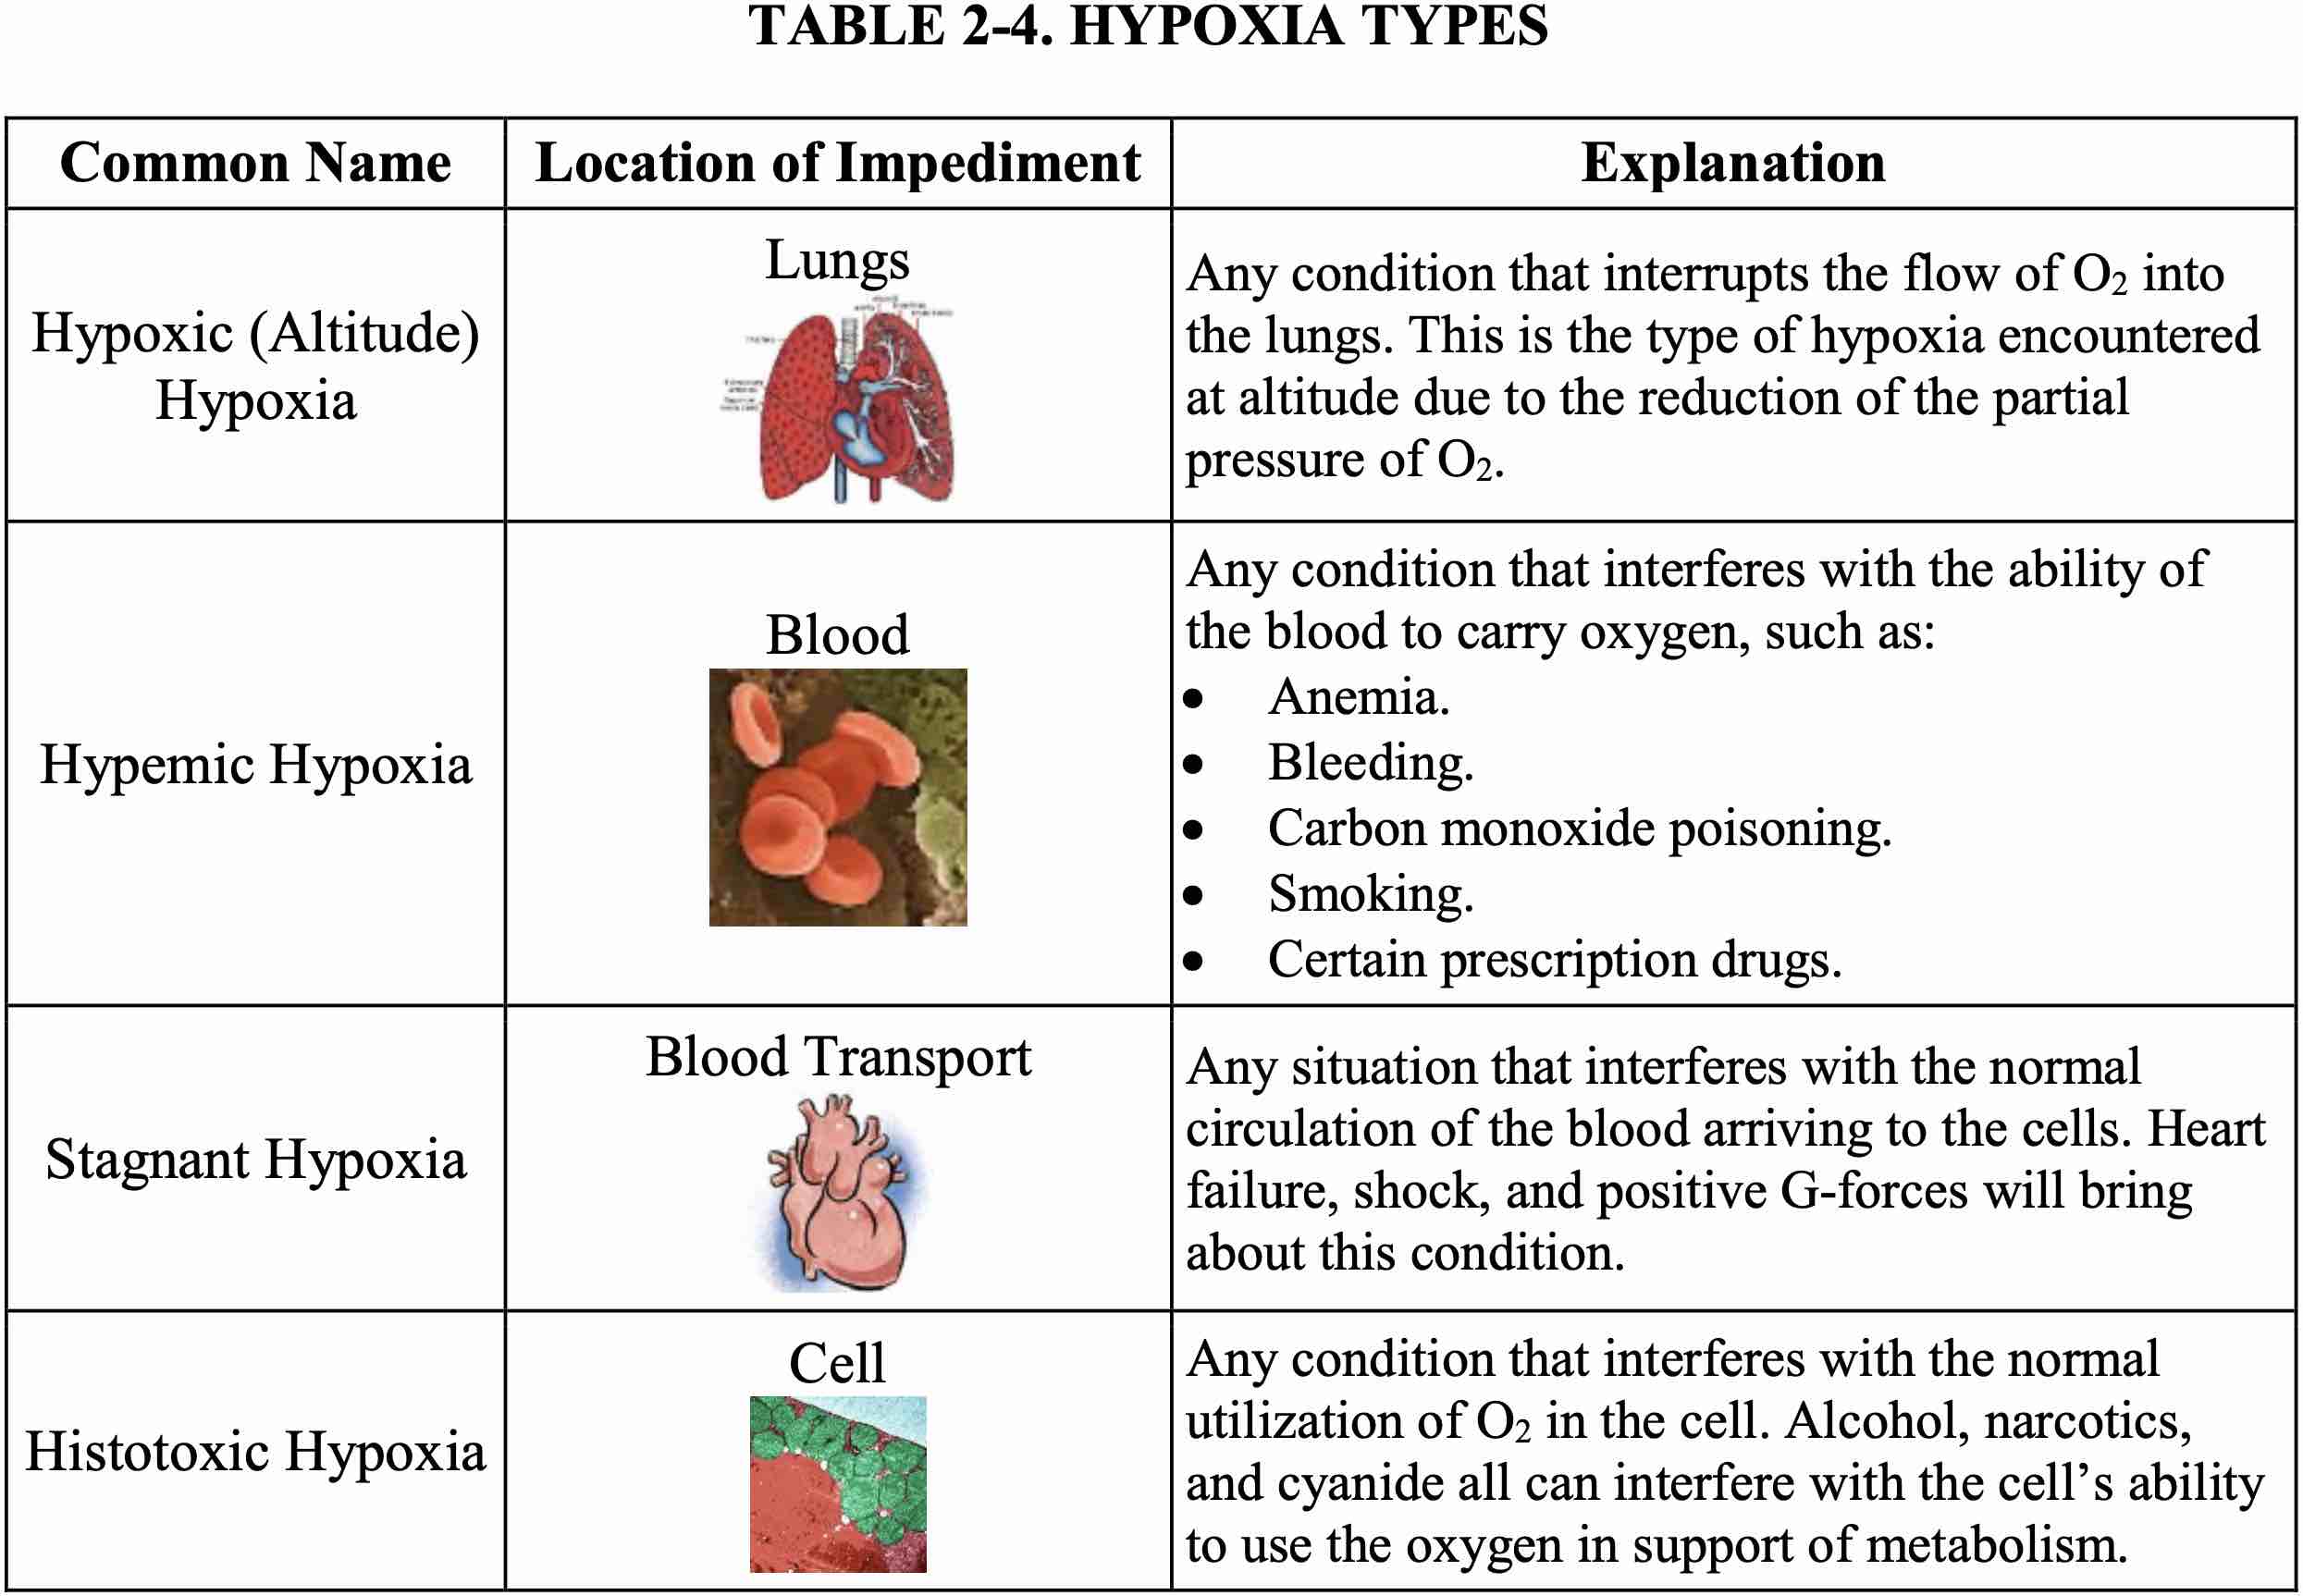 TABLE 2-4. HYPOXIA TYPES
Common Name
Location of Impediment
Explanation
Hypoxic (Altitude)
Hypoxia
Lungs
Any condition that interrupts the flow of O₂ into
the lungs. This is the type of hypoxia encountered
at altitude due to the reduction of the partial
pressure of O₂.
Hypemic Hypoxia
Blood
Any condition that interferes with the ability of
the blood to carry oxygen, such as:
• Anemia.
• Bleeding.
• Carbon monoxide poisoning.
• Smoking.
• Certain prescription drugs.
Stagnant Hypoxia
Blood Transport
Any situation that interferes with the normal
circulation of the blood arriving to the cells. Heart
failure, shock, and positive G-forces will bring
about this condition.
Histotoxic Hypoxia
Cell
Any condition that interferes with the normal
utilization of O₂ in the cell. Alcohol, narcotics,
and cyanide all can interfere with the cell’s ability
to use the oxygen in support of metabolism.